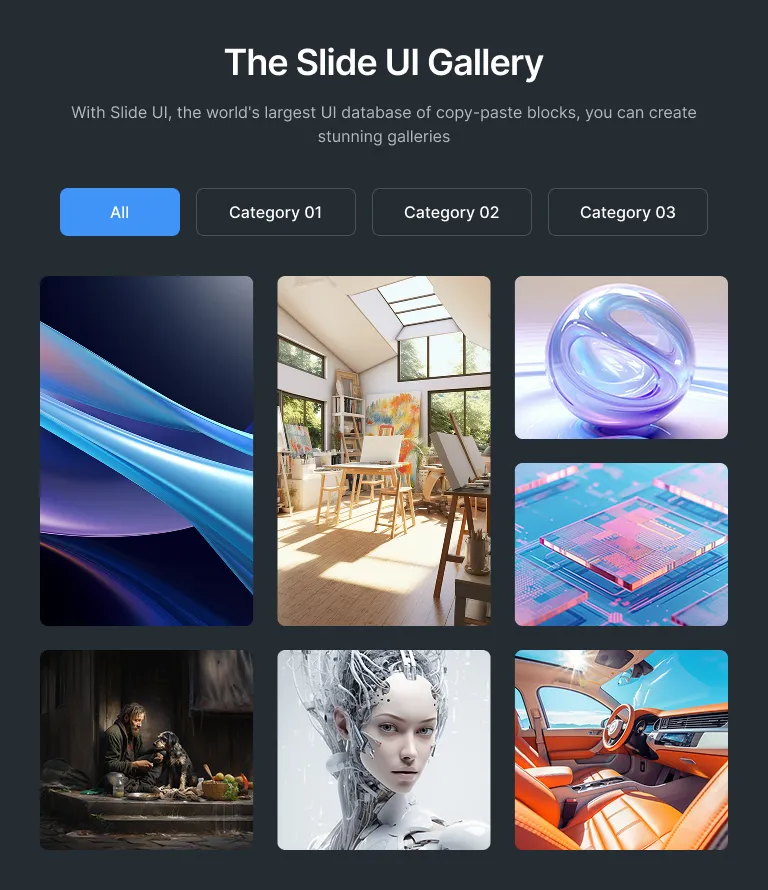 The Slide UI Gallery
With Slide UI, the world's largest UI database of copy-paste blocks, you can create
stunning galleries
All
Category 01
Category 02
Category 03